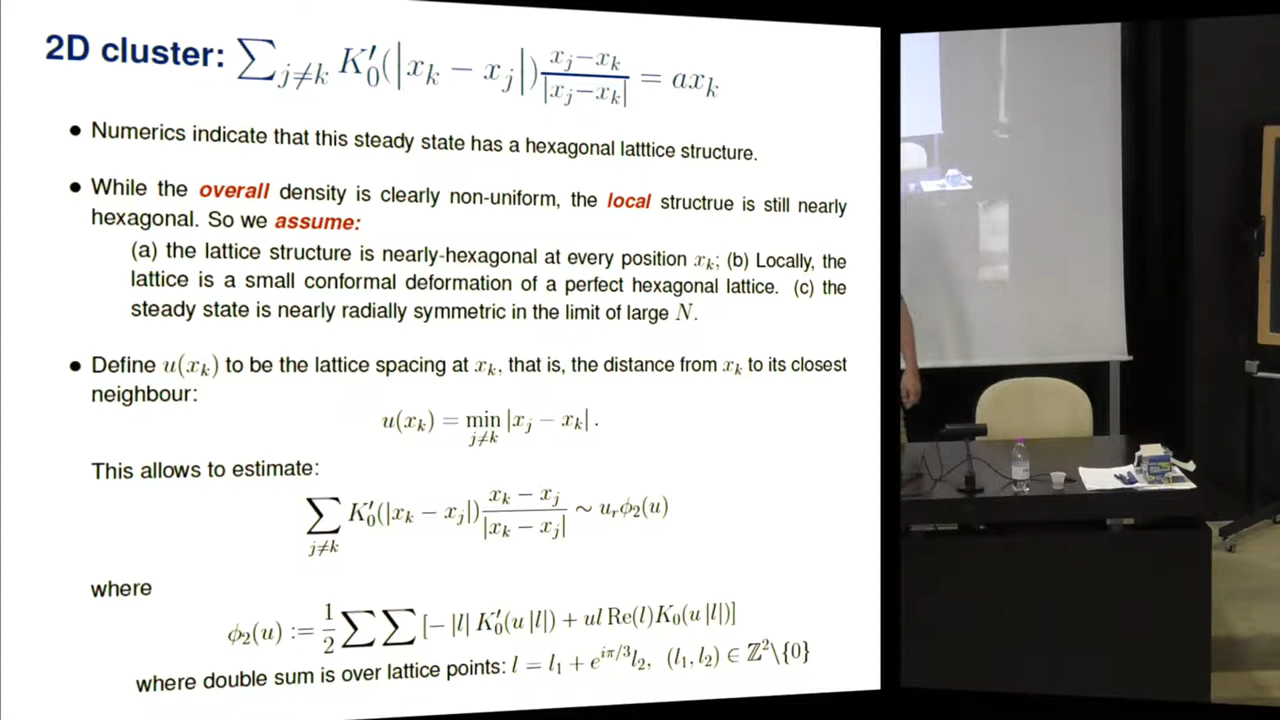 2D cluster: $\sum_{j \neq k} K_0'(|x_k - x_j|) \frac{x_j - x_k}{|x_j - x_k|} = a x_k$
• Numerics indicate that this steady state has a hexagonal latttice structure.
• While the overall density is clearly non-uniform, the local structrue is still nearly
hexagonal. So we assume:
(a) the lattice structure is nearly-hexagonal at every position $x_k$; (b) Locally, the
lattice is a small conformal deformation of a perfect hexagonal lattice. (c) the
steady state is nearly radially symmetric in the limit of large $N$.
• Define $u(x_k)$ to be the lattice spacing at $x_k$, that is, the distance from $x_k$ to its closest
neighbour:
$u(x_k) = \min_{j \neq k} |x_j - x_k|.$
This allows to estimate:
$\sum_{j \neq k} K_0'(|x_k - x_j|) \frac{x_k - x_j}{|x_k - x_j|} \sim u_r \phi_2(u)$
where
$\phi_2(u) := \frac{1}{2} \sum \sum [-|l| K_0'(u|l|) + ul \operatorname{Re}(l) K_0(u|l|)]$
where double sum is over lattice points: $l = l_1 + e^{i\pi/3} l_2, \; (l_1, l_2) \in \mathbb{Z}^2 \backslash \{0\}$